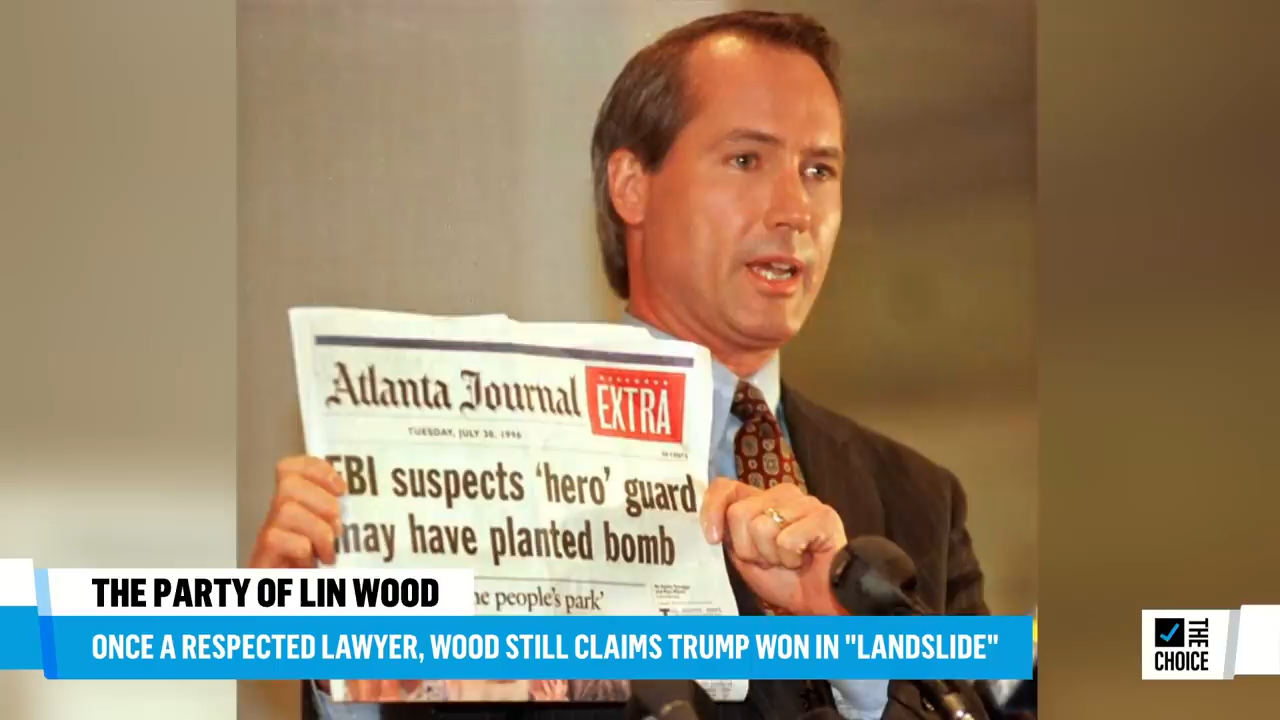 Atlanta Journal
EXTRA
TUESDAY, JULY 30, 1996
FBI suspects 'hero' guard
may have planted bomb
he people's park'
THE PARTY OF LIN WOOD
ONCE A RESPECTED LAWYER, WOOD STILL CLAIMS TRUMP WON IN "LANDSLIDE"
THE
CHOICE